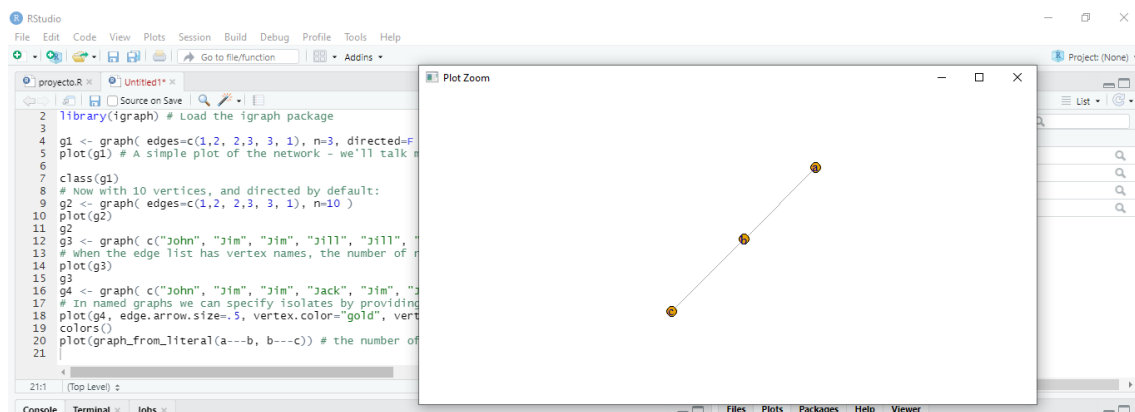 RStudio
File Edit Code View Plots Session Build Debug Profile Tools Help
Go to file/function
Addins
Project: (None)
proyecto.R
Untitled1*
Source on Save
List
2 library(igraph) # Load the igraph package
3
4 g1 <- graph( edges=c(1,2, 2,3, 3, 1), n=3, directed=F
5 plot(g1) # A simple plot of the network - we'll talk m
6
7 class(g1)
8 # Now with 10 vertices, and directed by default:
9 g2 <- graph( edges=c(1,2, 2,3, 3, 1), n=10 )
10 plot(g2)
11 g2
12 g3 <- graph( c("John", "Jim", "Jim", "Jill", "Jill", "
13 # When the edge list has vertex names, the number of n
14 plot(g3)
15 g3
16 g4 <- graph( c("John", "Jim", "Jim", "Jack", "Jim", "J
17 # In named graphs we can specify isolates by providing
18 plot(g4, edge.arrow.size=.5, vertex.color="gold", vert
19 colors()
20 plot(graph_from_literal(a---b, b---c)) # the number of
21
21:1 (Top Level)
Console Terminal Jobs
Plot Zoom
a
b
c
Files Plots Packages Help Viewer